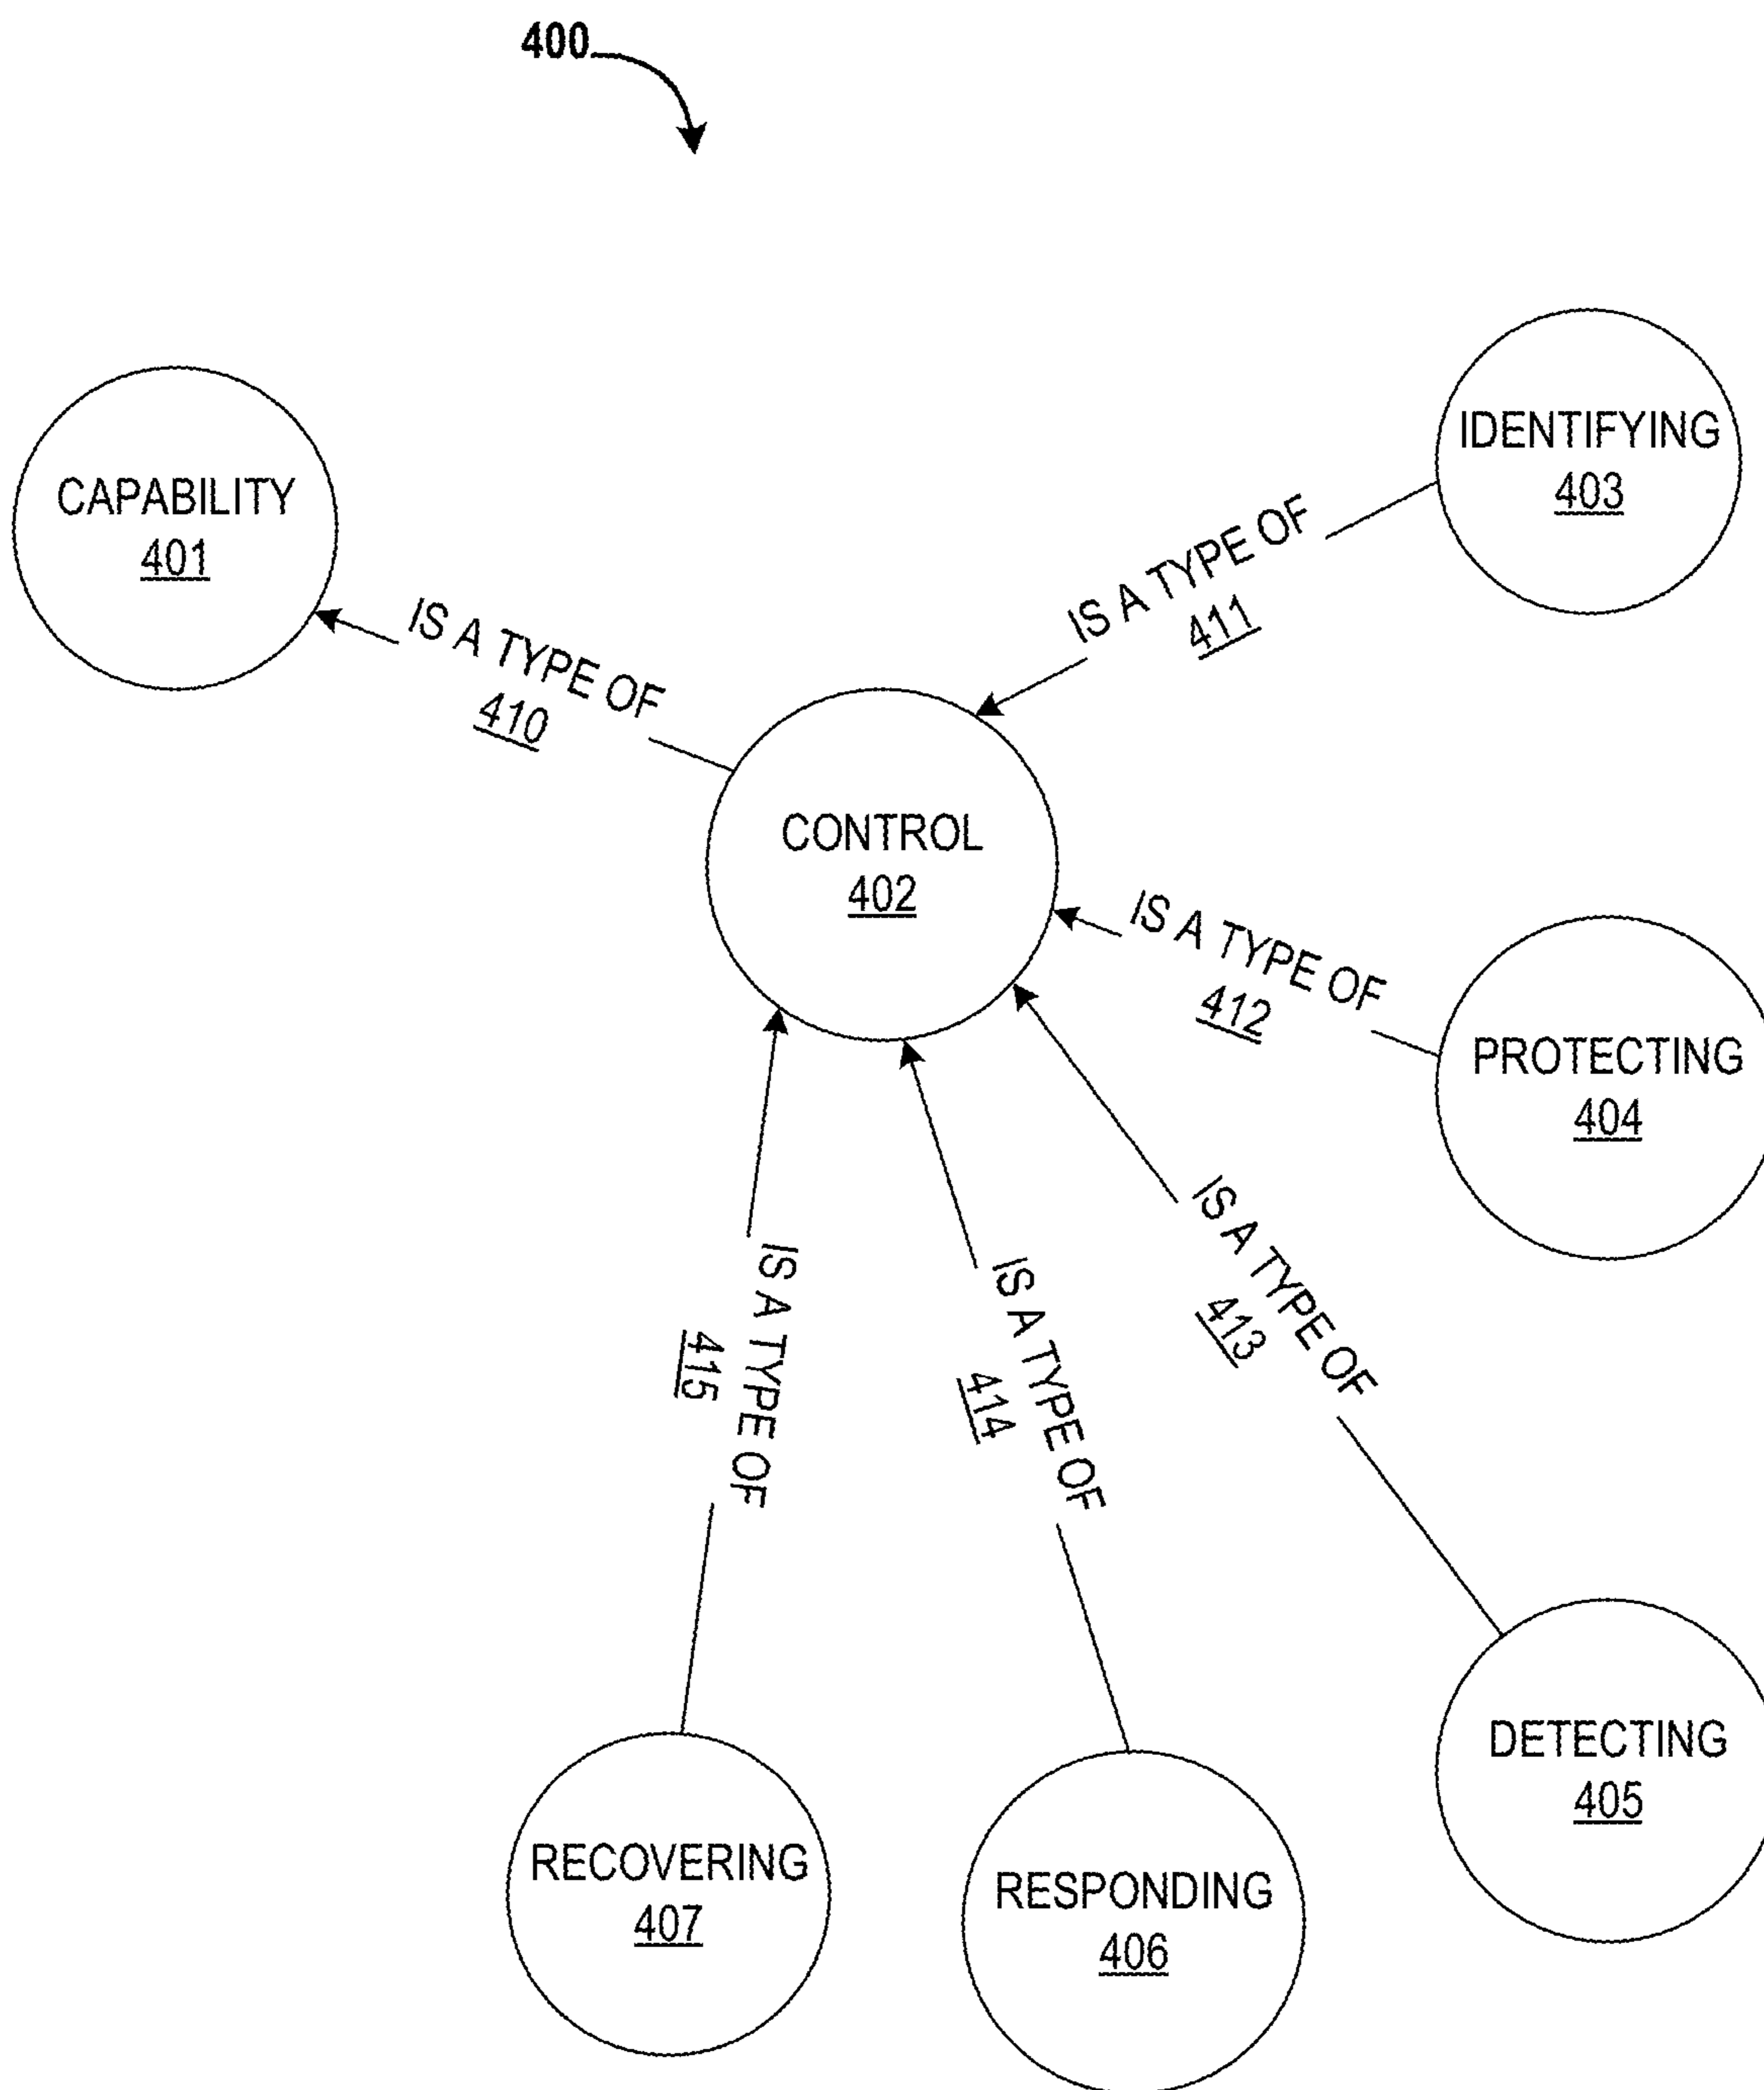 400
IDENTIFYING
403
CAPABILITY
401
IS A TYPE OF
411
IS A TYPE OF
410
CONTROL
402
IS A TYPE OF
412
PROTECTING
404
IS A TYPE OF
413
IS A TYPE OF
414
IS A TYPE OF
415
DETECTING
405
RECOVERING
407
RESPONDING
406